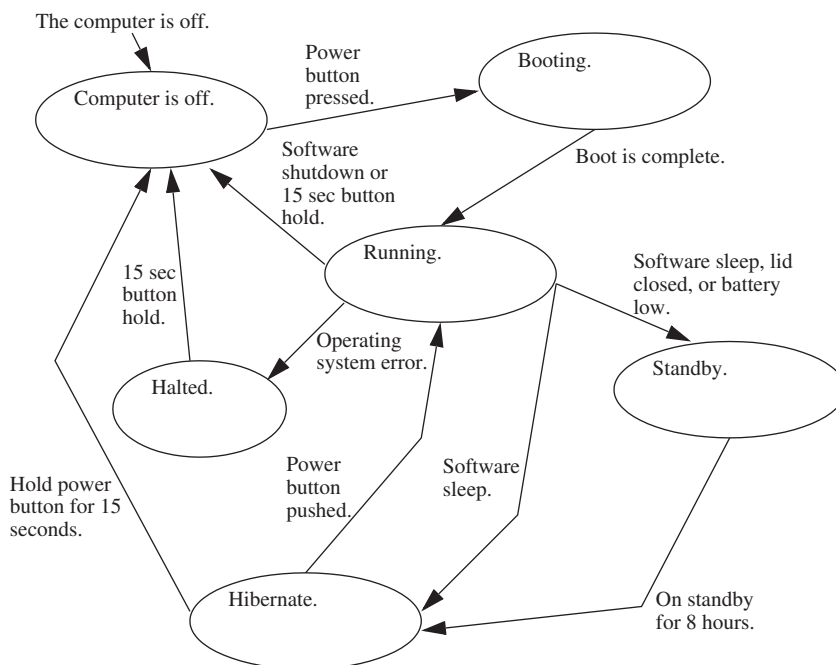 The computer is off.
Computer is off.
Power
button
pressed.
Booting.
Boot is complete.
Software
shutdown or
15 sec button
hold.
Running.
15 sec
button
hold.
Software sleep, lid
closed, or battery
low.
Operating
system error.
Halted.
Standby.
Hold power
button for 15
seconds.
Power
button
pushed.
Software
sleep.
Hibernate.
On standby
for 8 hours.